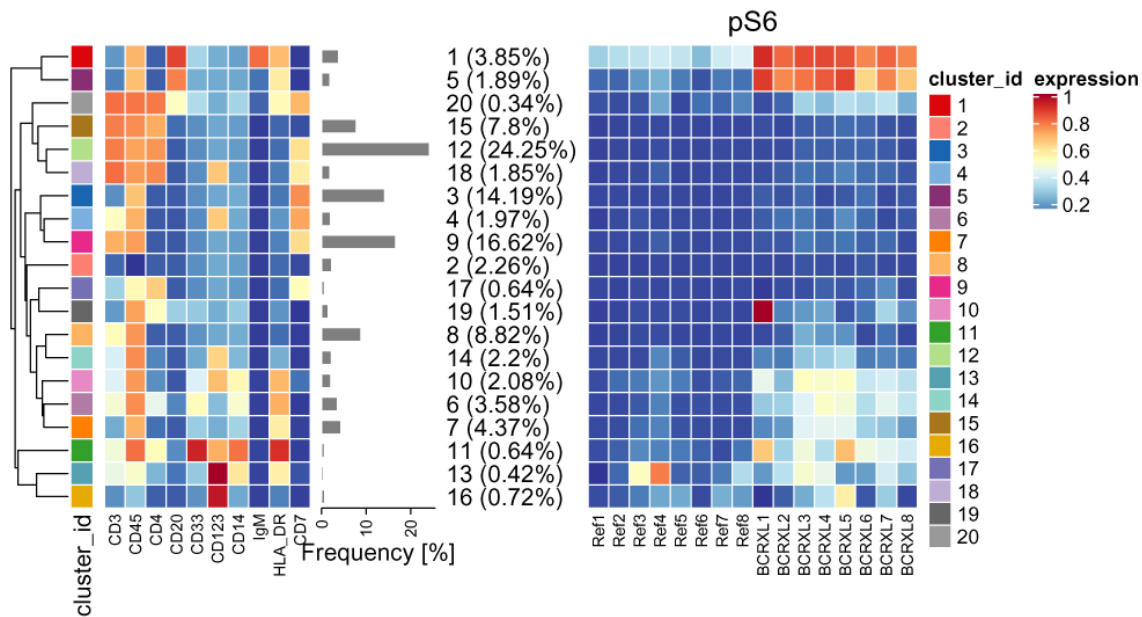 pS6
1 (3.85%)
5 (1.89%)
20 (0.34%)
15 (7.8%)
12 (24.25%)
18 (1.85%)
3 (14.19%)
4 (1.97%)
9 (16.62%)
2 (2.26%)
17 (0.64%)
19 (1.51%)
8 (8.82%)
14 (2.2%)
10 (2.08%)
6 (3.58%)
7 (4.37%)
11 (0.64%)
13 (0.42%)
16 (0.72%)
cluster_id
CD3
CD45
CD4
CD20
CD33
CD123
CD14
IgM
HLA_DR
CD7
0
10
20
Frequency [%]
Ref1
Ref2
Ref3
Ref4
Ref5
Ref6
Ref7
Ref8
BCRXL1
BCRXL2
BCRXL3
BCRXL4
BCRXL5
BCRXL6
BCRXL7
BCRXL8
cluster_id
1
2
3
4
5
6
7
8
9
10
11
12
13
14
15
16
17
18
19
20
expression
1
0.8
0.6
0.4
0.2